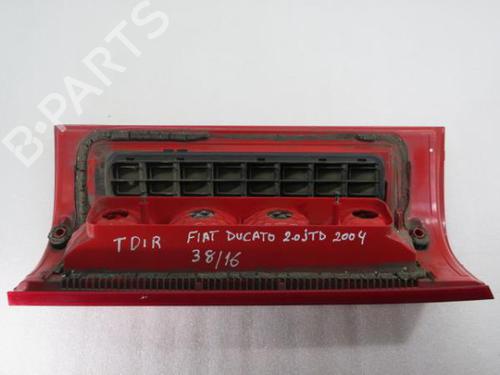 B-PARTS
TDIR FIAT DUCATO 2.0JTD 2004
38/16